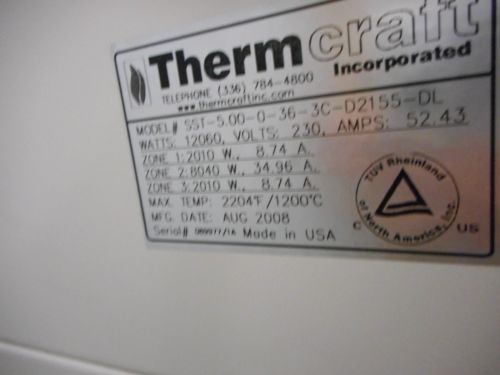 Thermcraft
Incorporated
TELEPHONE (336) 784-4800
www.thermcraftinc.com
MODEL# SST-5.00-0-36-3C-D2155-DL
WATTS: 12060, VOLTS: 230, AMPS: 52.43
ZONE 1: 2010 W., 8.74 A.
ZONE 2: 8040 W., 34.96 A.
ZONE 3: 2010 W., 8.74 A.
MAX. TEMP: 2204°F/1200°C
MFG. DATE: AUG 2008
Serial# Made in USA
TUV Rheinland
of North America, Inc.
C US